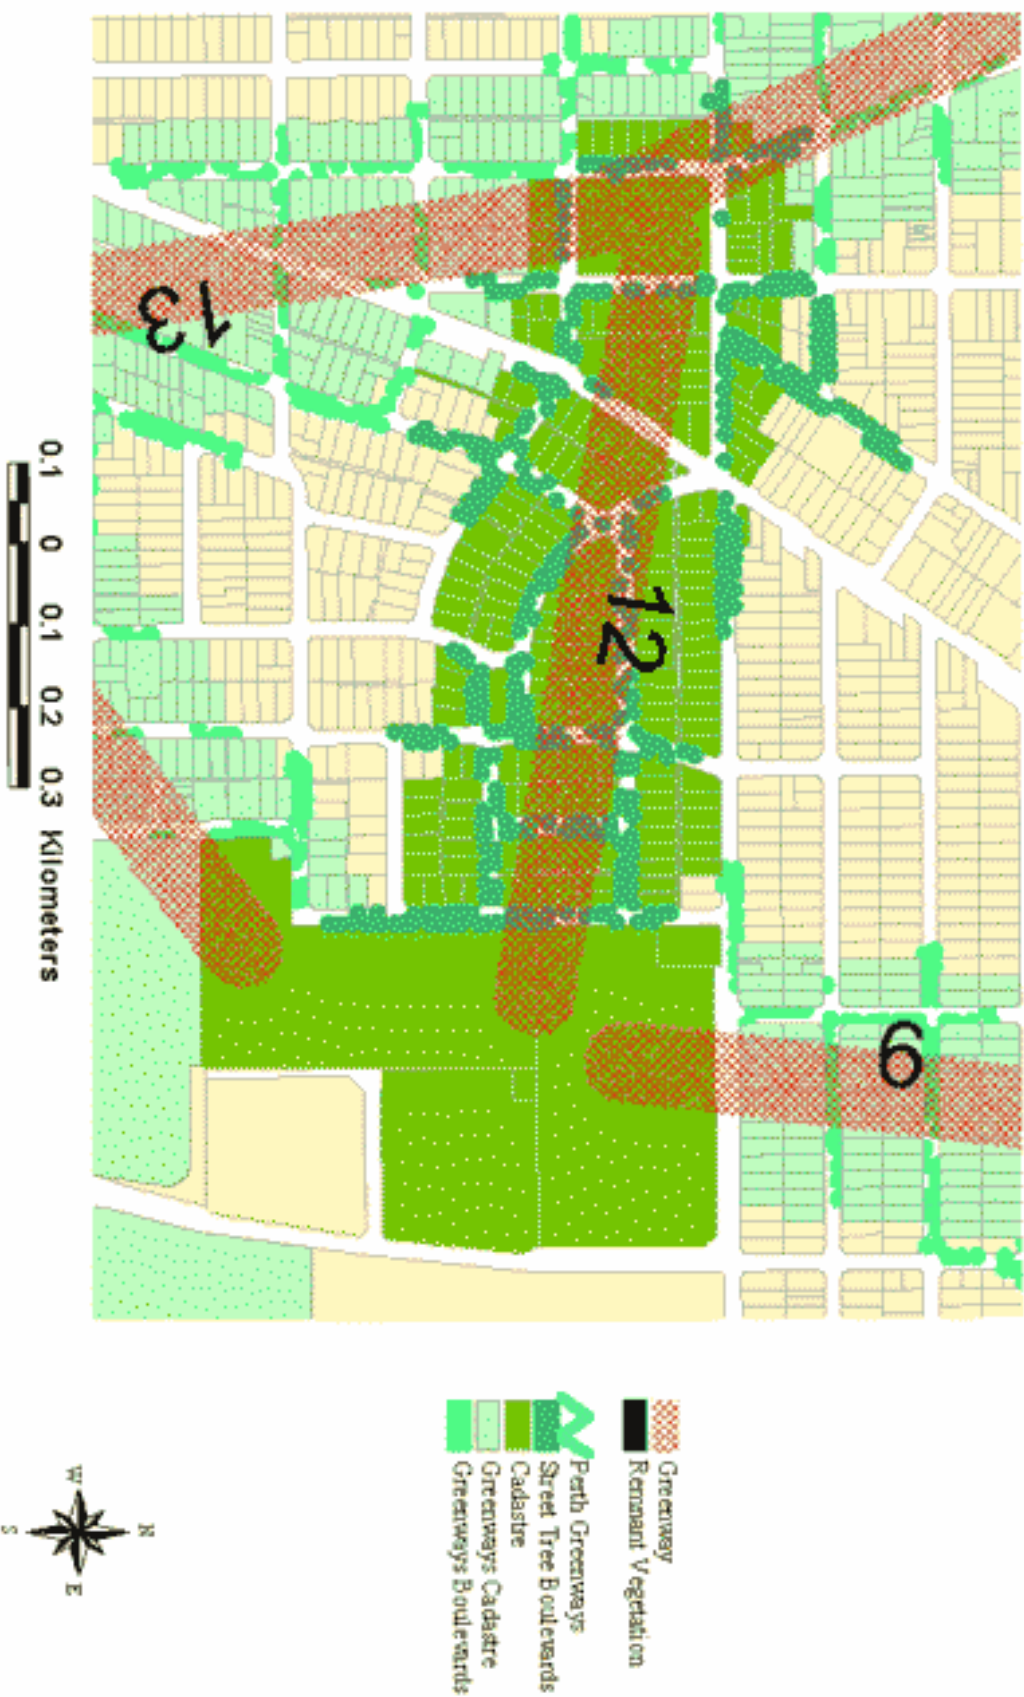 13
12
9
0.1 0 0.1 0.2 0.3 Kilometers
Greenway
Remnant Vegetation
Perth Greenways
Street Tree Boulevards
Cadastre
Greenways Cadastre
Greenways Boulevards
N
W
E
S